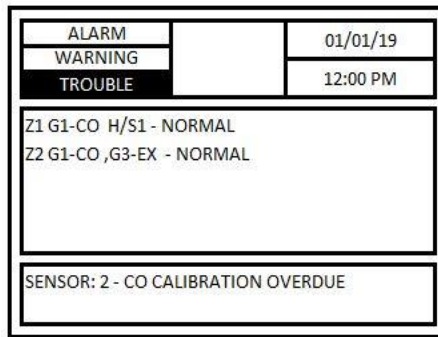 ALARM
WARNING
TROUBLE
01/01/19
12:00 PM
Z1 G1-CO H/S1 - NORMAL
Z2 G1-CO ,G3-EX - NORMAL
SENSOR: 2 - CO CALIBRATION OVERDUE